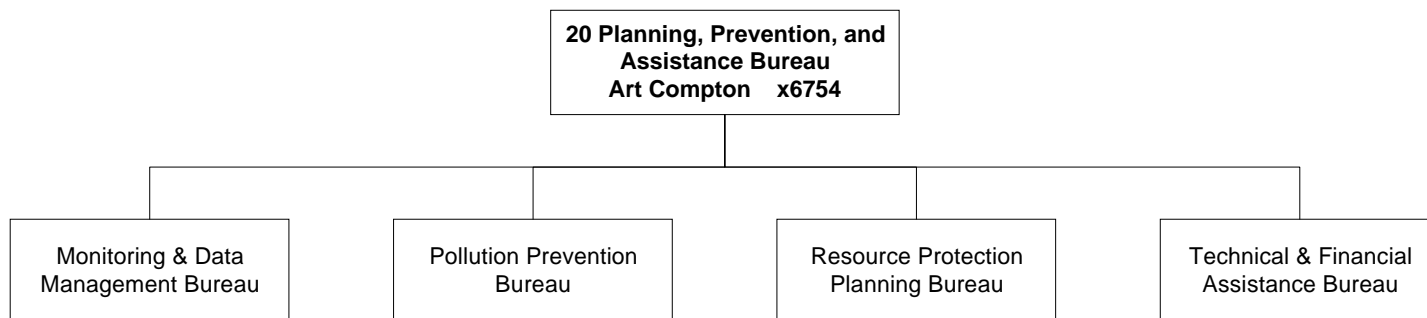 20 Planning, Prevention, and
Assistance Bureau
Art Compton x6754
Monitoring & Data
Management Bureau
Pollution Prevention
Bureau
Resource Protection
Planning Bureau
Technical & Financial
Assistance Bureau